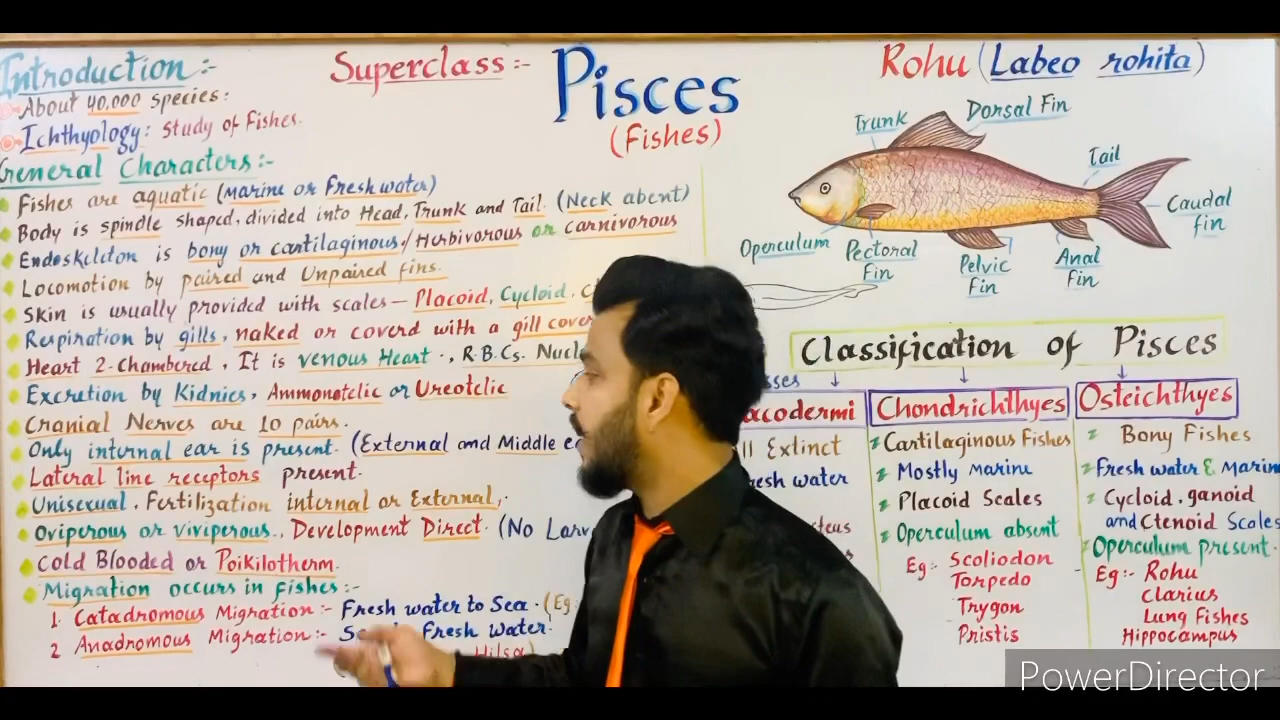 Introduction:-
About 40,000 species:
Ichthyology: Study of Fishes.
General Characters:-
Fishes are aquatic (Marine or Fresh water)
Body is spindle shaped, divided into Head, Trunk and Tail. (Neck abent)
Endoskeleton is bony or cartilaginous / Herbivorous or carnivorous
Locomotion by paired and Unpaired fins.
Skin is usually provided with scales – Placoid, Cycloid,
Respiration by gills, naked or coverd with a gill cover
Heart 2-Chambered, It is venous Heart., R.B.Cs.
Excretion by Kidnies, Ammonotelic or Ureotelic
Cranial Nerves are 10 pairs.
Only internal ear is present. (External and Middle
Lateral line receptors present.
Unisexual, Fertilization internal or External,.
Oviperous or viviperous, Development Direct. (No
Cold Blooded or Poikilotherm.
Migration occurs in fishes:-
1. Catadromous Migration:- Fresh water to Sea. (Eg:
2 Anadromous Migration:- Fresh water.
Hilsa)
Superclass:- Pisces
(Fishes)
Rohu (Labeo rohita)
Trunk
Dorsal Fin
Tail
Caudal
fin
Operculum
Pectoral
Fin
Pelvic
Fin
Anal
Fin
Classification of Pisces
Chondrichthyes
Cartilaginous Fishes
Mostly Marine
Placoid Scales
Operculum absent
Eg:- Scoliodon
Torpedo
Trygon
Pristis
Osteichthyes
Bony Fishes
Fresh water & Marin
Cycloid, ganoid
and Ctenoid Scales
Operculum present.
Eg:- Rohu
Clarius
Lung Fishes
Hippocampus
Extinct
water
PowerDirector